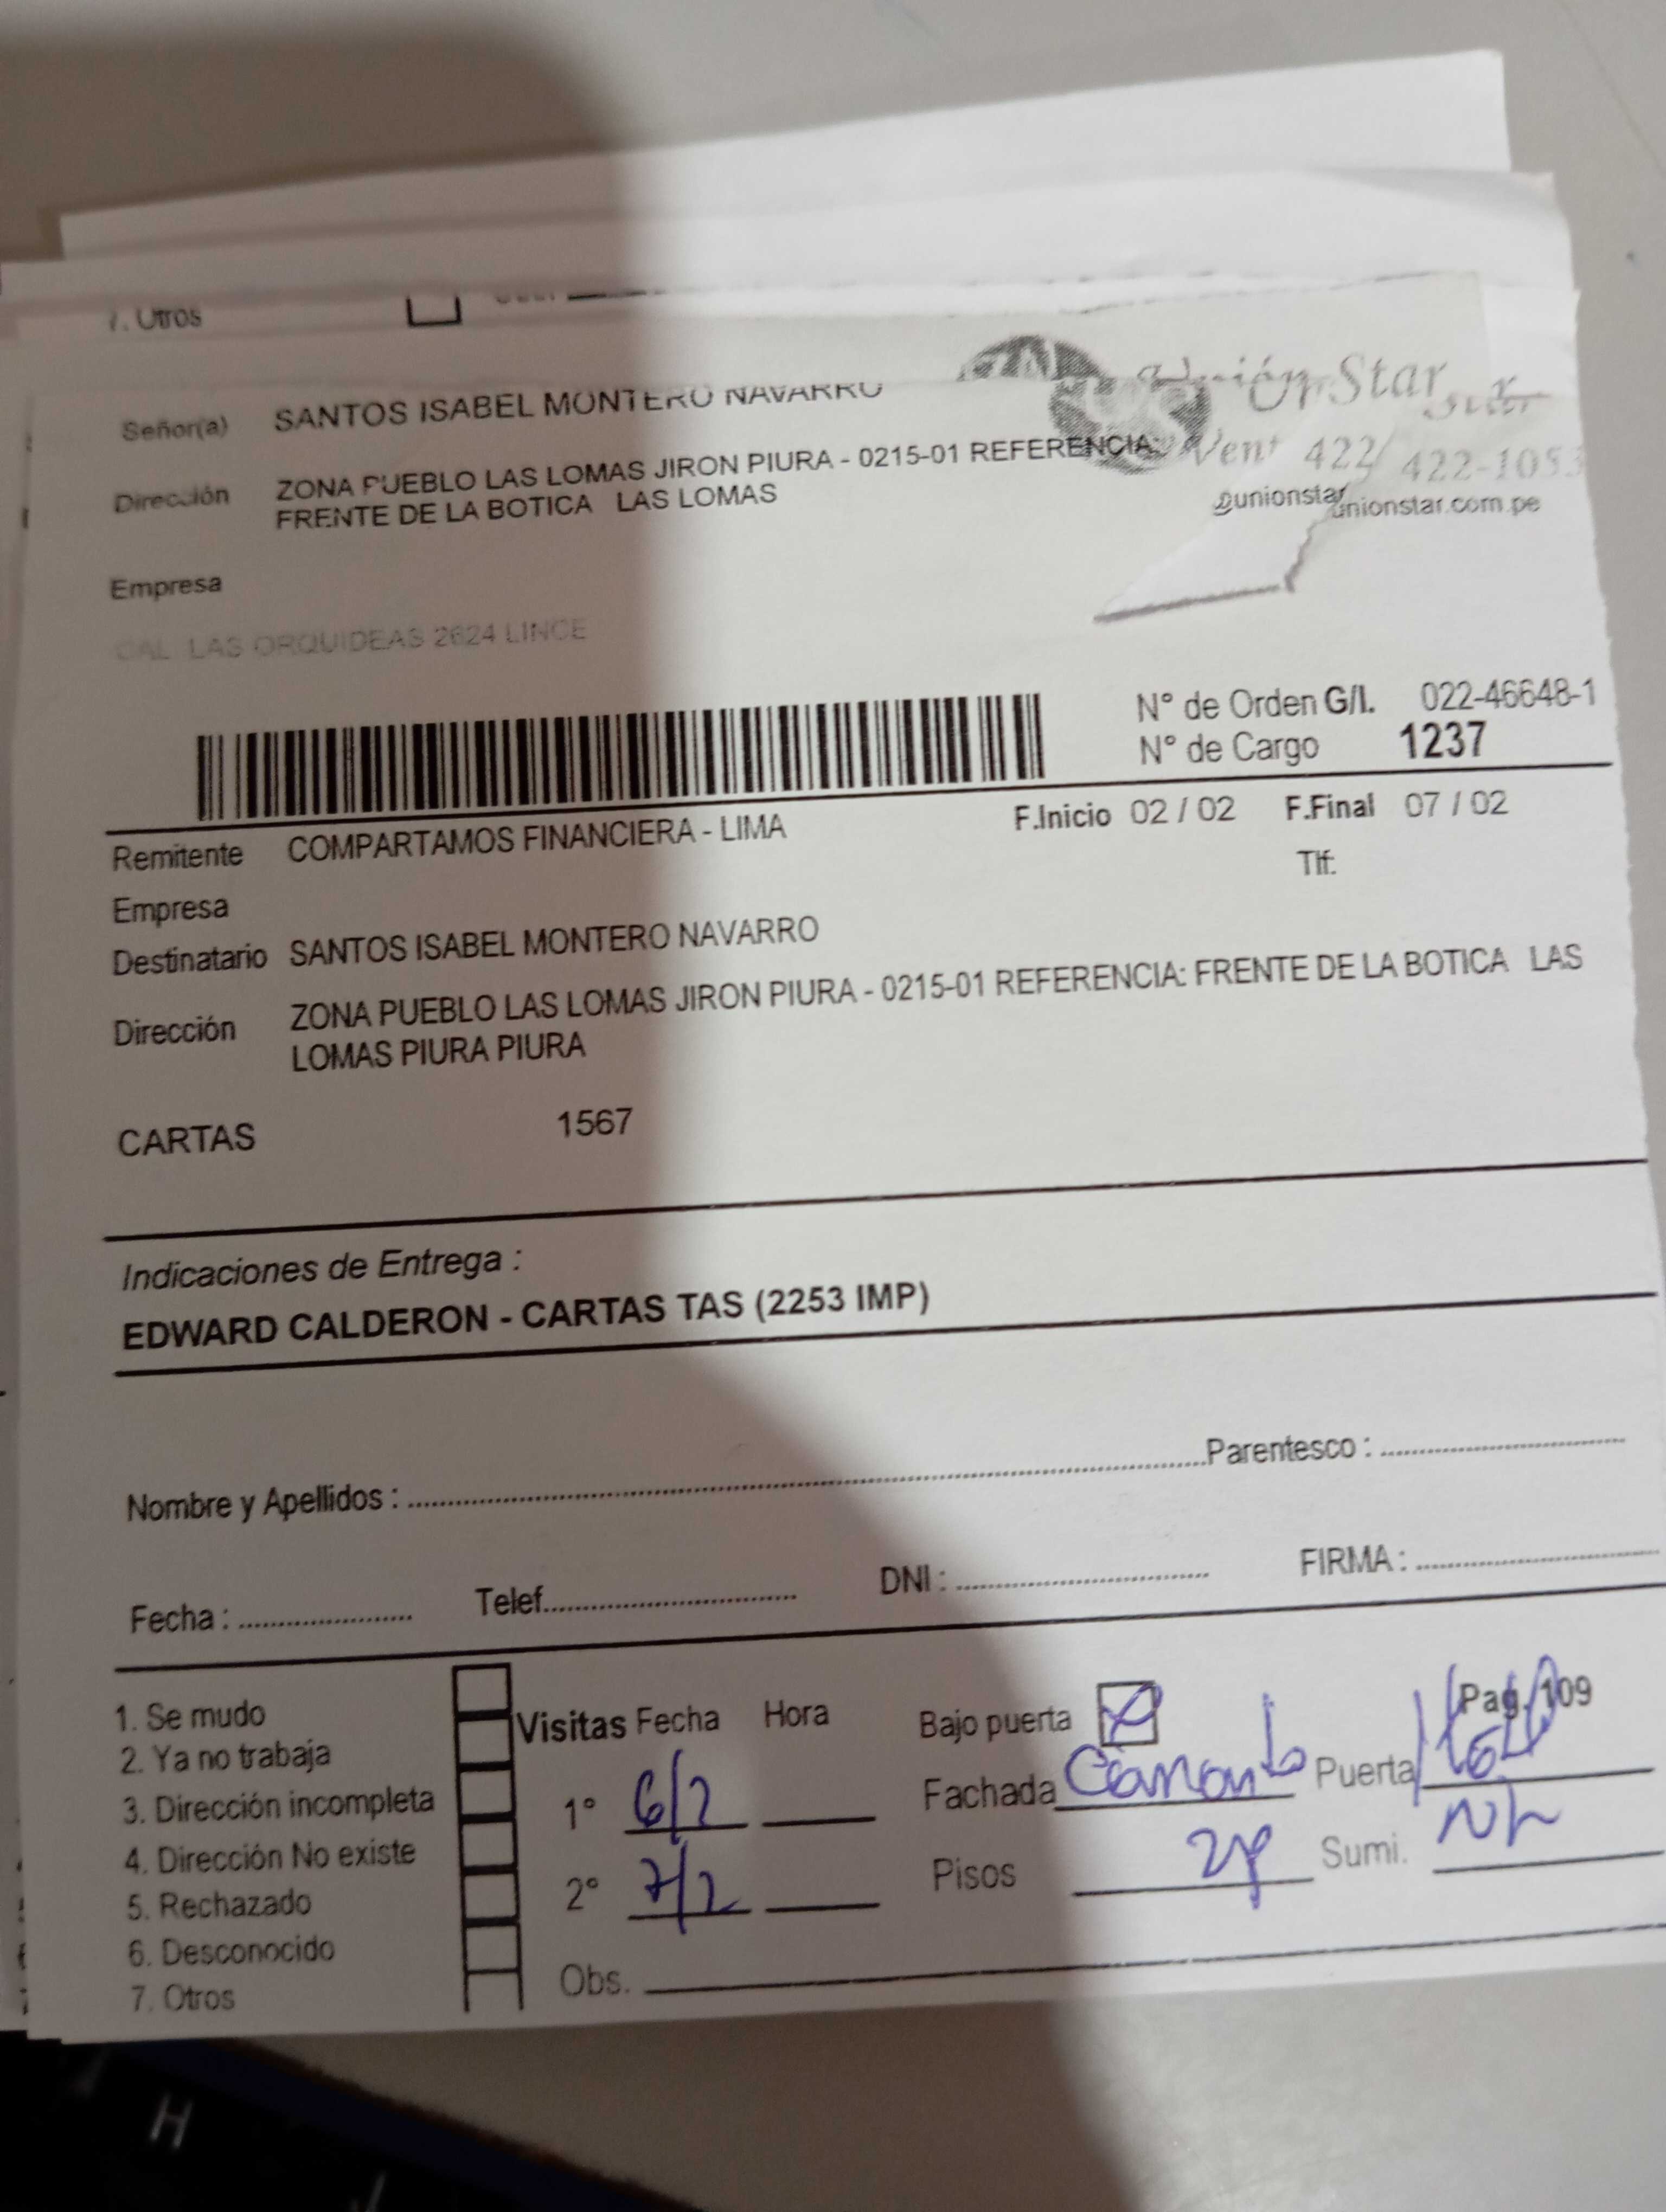 7. Otros
Señor(a) SANTOS ISABEL MONTERO NAVARRO
Dirección ZONA PUEBLO LAS LOMAS JIRON PIURA - 0215-01 REFERENCIA:
FRENTE DE LA BOTICA LAS LOMAS
Star
422 422-1053
@unionstar unionstar.com.pe
Empresa
CAL LAS ORQUIDEAS 2624 LINCE
N° de Orden G/I. 022-46648-1
N° de Cargo 1237
Remitente COMPARTAMOS FINANCIERA - LIMA F.Inicio 02 / 02 F.Final 07 / 02
Tlf:
Empresa
Destinatario SANTOS ISABEL MONTERO NAVARRO
Dirección ZONA PUEBLO LAS LOMAS JIRON PIURA - 0215-01 REFERENCIA: FRENTE DE LA BOTICA LAS
LOMAS PIURA PIURA
CARTAS 1567
Indicaciones de Entrega :
EDWARD CALDERON - CARTAS TAS (2253 IMP)
Nombre y Apellidos : Parentesco :
Fecha : Telef. DNI : FIRMA :
1. Se mudo
2. Ya no trabaja
3. Dirección incompleta
4. Dirección No existe
5. Rechazado
6. Desconocido
7. Otros
Visitas Fecha Hora
1° 6/2
2° 7/2
Obs.
Bajo puerta
Pag. 109
Fachada Puerta
Pisos 2p Sumi.
H